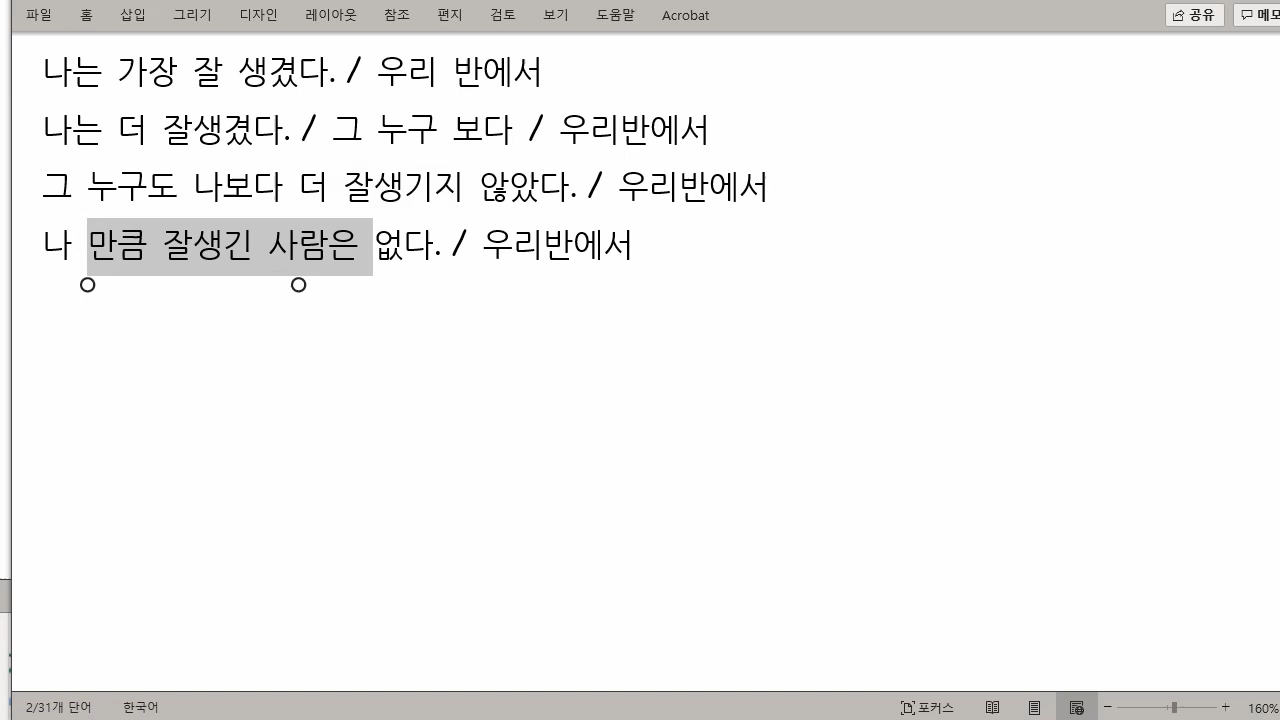 파일 홈 삽입 그리기 디자인 레이아웃 참조 편지 검토 보기 도움말 Acrobat 공유 메모
나는 가장 잘 생겼다. / 우리 반에서
나는 더 잘생겼다. / 그 누구 보다 / 우리반에서
그 누구도 나보다 더 잘생기지 않았다. / 우리반에서
나 만큼 잘생긴 사람은 없다. / 우리반에서
2/31개 단어 한국어 포커스 160%